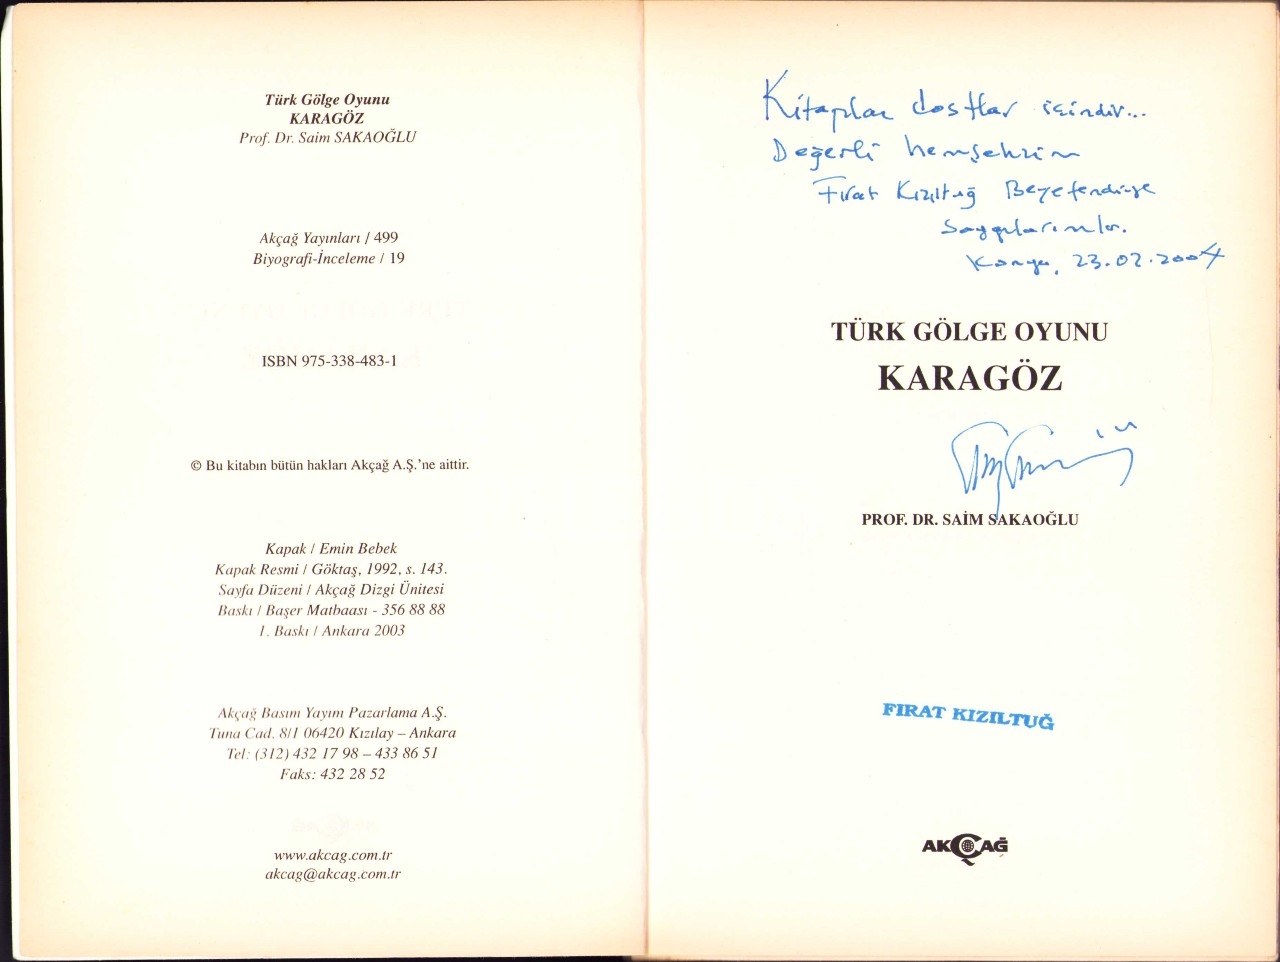 Türk Gölge Oyunu
KARAGÖZ
Prof. Dr. Saim SAKAOĞLU
Akçağ Yayınları / 499
Biyografi-İnceleme / 19
ISBN 975-338-483-1
© Bu kitabın bütün hakları Akçağ A.Ş.'ne aittir.
Kapak / Emin Bebek
Kapak Resmi / Göktaş, 1992, s. 143.
Sayfa Düzeni / Akçağ Dizgi Ünitesi
Baskı / Başer Matbaası - 356 88 88
1. Baskı / Ankara 2003
Akçağ Basım Yayım Pazarlama A.Ş.
Tuna Cad. 8/1 06420 Kızılay – Ankara
Tel: (312) 432 17 98 – 433 86 51
Faks: 432 28 52
www.akcag.com.tr
akcag@akcag.com.tr
Kitaplar dostlar içindir...
Değerli hemşehrim
Fırat Kızıltuğ Beyefendiye
Saygılarımla.
Konya, 23.02.2004
TÜRK GÖLGE OYUNU
KARAGÖZ
PROF. DR. SAİM SAKAOĞLU
FIRAT KIZILTUĞ
AKÇAĞ